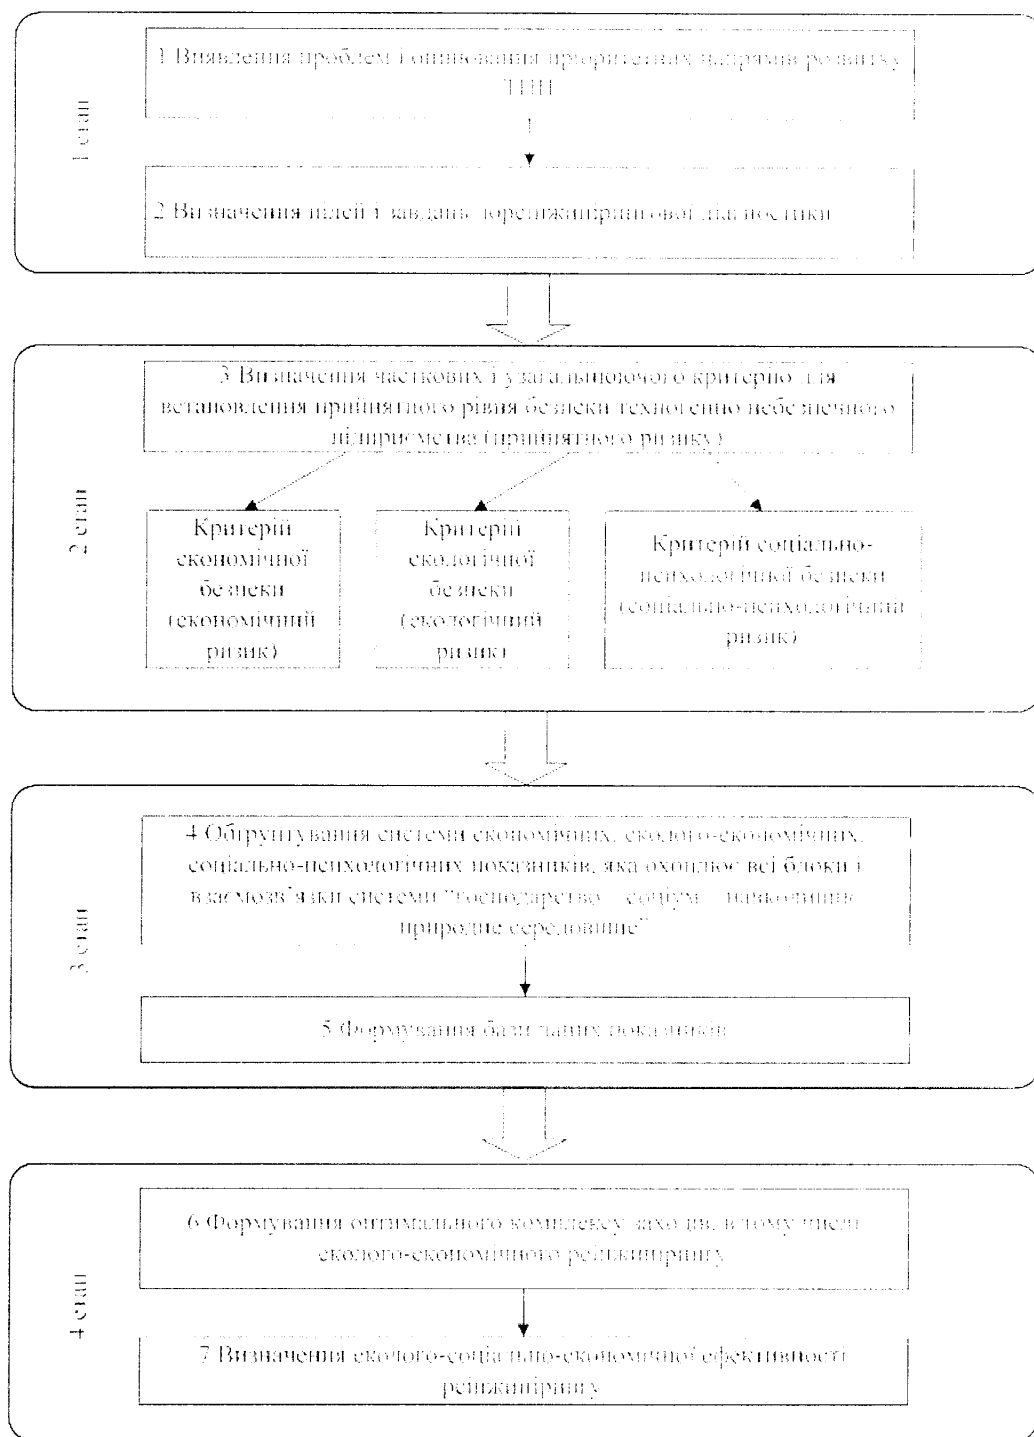 1 етап
1 Виявлення проблем і оцінювання пріоритетних напрямів розвитку
ТНП
2 Визначення цілей і завдань дореінжинірингової діагностики
2 етап
3 Визначення часткових і узагальнюючого критерію для
встановлення прийнятного рівня безпеки техногенно небезпечного
підприємства (прийнятного ризику)
Критерій
економічної
безпеки
(економічний
ризик)
Критерій
екологічної
безпеки
(екологічний
ризик)
Критерій соціально-
психологічної безпеки
(соціально-психологічний
ризик)
3 етап
4 Обґрунтування системи економічних, еколого-економічних,
соціально-психологічних показників, яка охоплює всі блоки і
взаємозв’язки системи “господарство – соціум – навколишнє
природне середовище”
5 Формування бази даних показників
4 етап
6 Формування оптимального комплексу заходів, в тому числі
еколого-економічного реінжинірингу
7 Визначення еколого-соціально-економічної ефективності
реінжинірингу